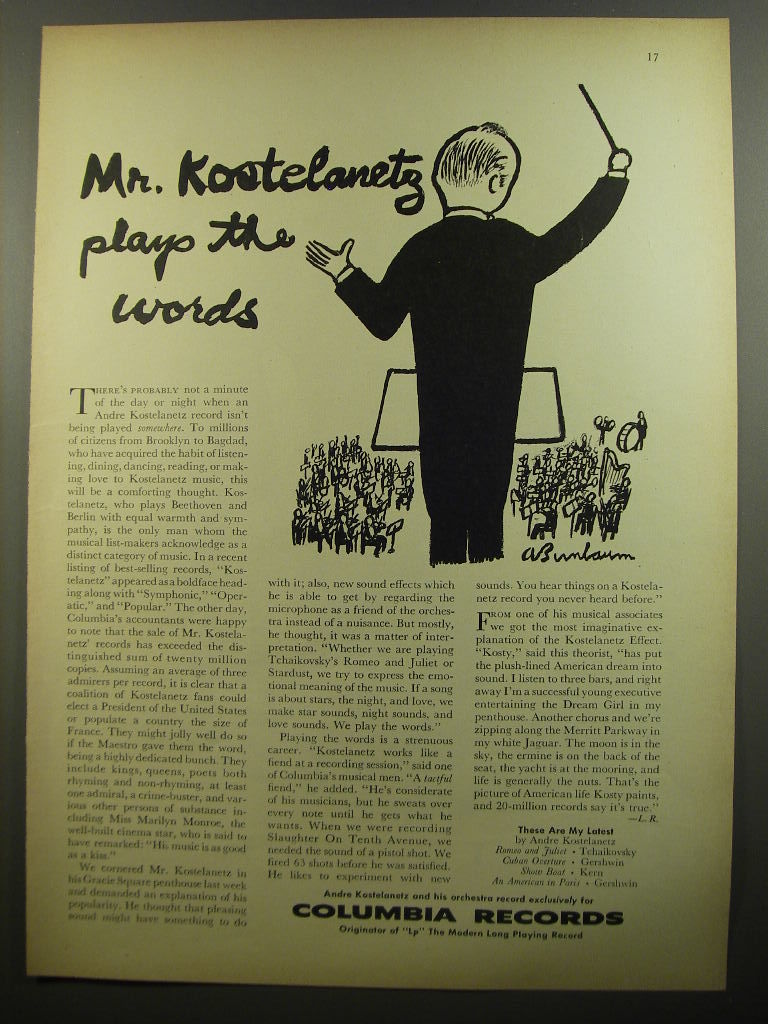 17
Mr. Kostelanetz
plays the
words
THERE'S PROBABLY not a minute
of the day or night when an
Andre Kostelanetz record isn't
being played somewhere. To millions
of citizens from Brooklyn to Bagdad,
who have acquired the habit of listen-
ing, dining, dancing, reading, or mak-
ing love to Kostelanetz music, this
will be a comforting thought. Kos-
telanetz, who plays Beethoven and
Berlin with equal warmth and sym-
pathy, is the only man whom the
musical list-makers acknowledge as a
distinct category of music. In a recent
listing of best-selling records, "Kos-
telanetz" appeared as a boldface head-
ing along with "Symphonic," "Oper-
atic," and "Popular." The other day,
Columbia's accountants were happy
to note that the sale of Mr. Kostela-
netz' records has exceeded the dis-
tinguished sum of twenty million
copies. Assuming an average of three
admirers per record, it is clear that a
coalition of Kostelanetz fans could
elect a President of the United States
or populate a country the size of
France. They might jolly well do so
if the Maestro gave them the word,
being a highly dedicated bunch. They
include kings, queens, poets both
rhyming and non-rhyming, at least
one admiral, a crime-buster, and var-
ious other persons of substance in-
cluding Miss Marilyn Monroe, the
well-built cinema star, who is said to
have remarked: "His music is as good
as a kiss."
We cornered Mr. Kostelanetz in
his Gracie Square penthouse last week
and demanded an explanation of his
popularity. He thought that pleasing
sound might have something to do
with it; also, new sound effects which
he is able to get by regarding the
microphone as a friend of the orches-
tra instead of a nuisance. But mostly,
he thought, it was a matter of inter-
pretation. "Whether we are playing
Tchaikovsky's Romeo and Juliet or
Stardust, we try to express the emo-
tional meaning of the music. If a song
is about stars, the night, and love, we
make star sounds, night sounds, and
love sounds. We play the words."
Playing the words is a strenuous
career. "Kostelanetz works like a
fiend at a recording session," said one
of Columbia's musical men. "A tactful
fiend," he added. "He's considerate
of his musicians, but he sweats over
every note until he gets what he
wants. When we were recording
Slaughter On Tenth Avenue, we
needed the sound of a pistol shot. We
fired 63 shots before he was satisfied.
He likes to experiment with new
ABirnbaum
sounds. You hear things on a Kostela-
netz record you never heard before."
FROM one of his musical associates
we got the most imaginative ex-
planation of the Kostelanetz Effect.
"Kosty," said this theorist, "has put
the plush-lined American dream into
sound. I listen to three bars, and right
away I'm a successful young executive
entertaining the Dream Girl in my
penthouse. Another chorus and we're
zipping along the Merritt Parkway in
my white Jaguar. The moon is in the
sky, the ermine is on the back of the
seat, the yacht is at the mooring, and
life is generally the nuts. That's the
picture of American life Kosty paints,
and 20-million records say it's true."
—L. R.
These Are My Latest
by Andre Kostelanetz
Romeo and Juliet • Tchaikovsky
Cuban Overture • Gershwin
Show Boat • Kern
An American in Paris • Gershwin
Andre Kostelanetz and his orchestra record exclusively for
COLUMBIA RECORDS
Originator of "Lp" The Modern Long Playing Record